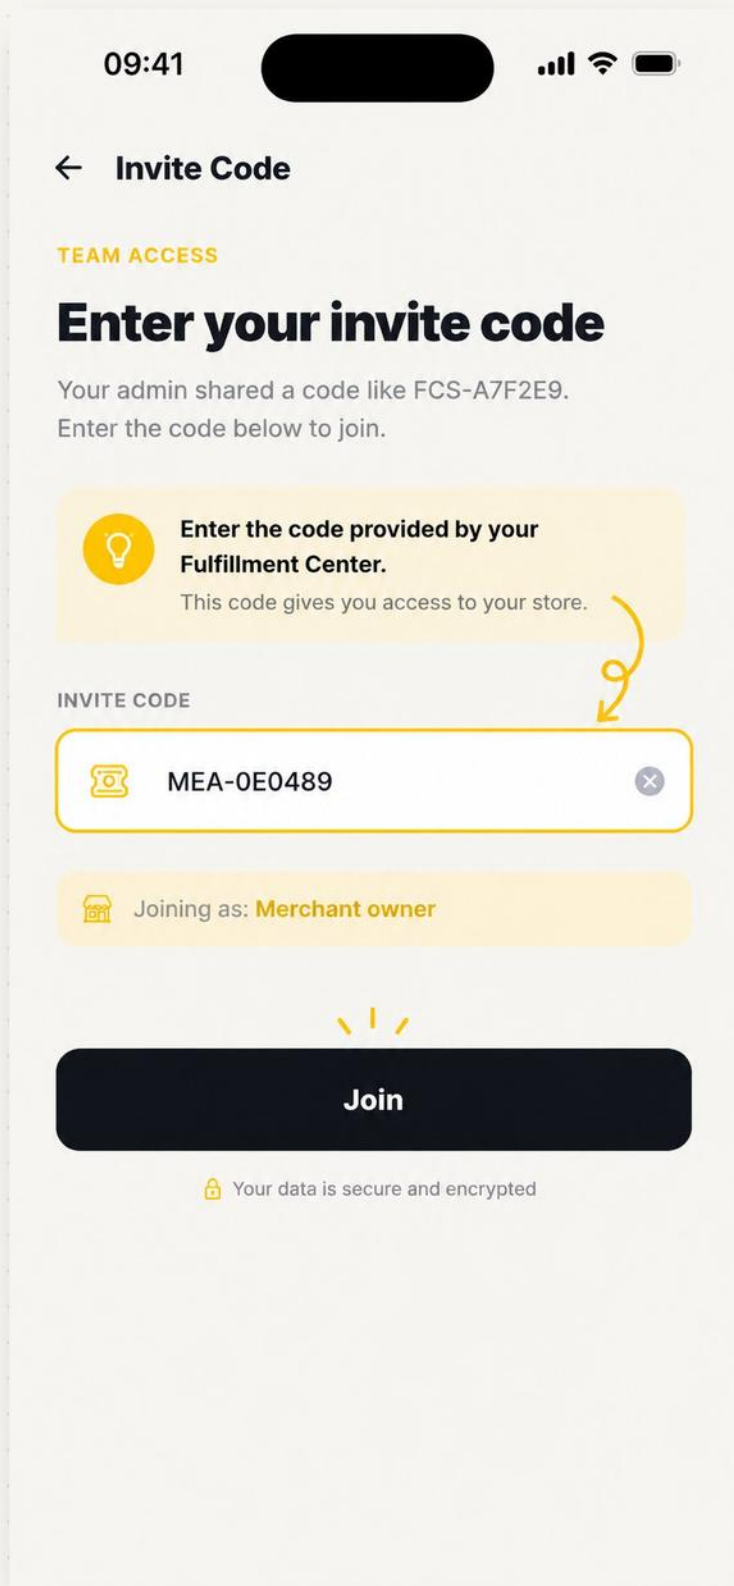 09:41
Invite Code
TEAM ACCESS
Enter your invite code
Your admin shared a code like FCS-A7F2E9.
Enter the code below to join.
Enter the code provided by your
Fulfillment Center.
This code gives you access to your store.
INVITE CODE
MEA-0E0489
Joining as: Merchant owner
Join
Your data is secure and encrypted